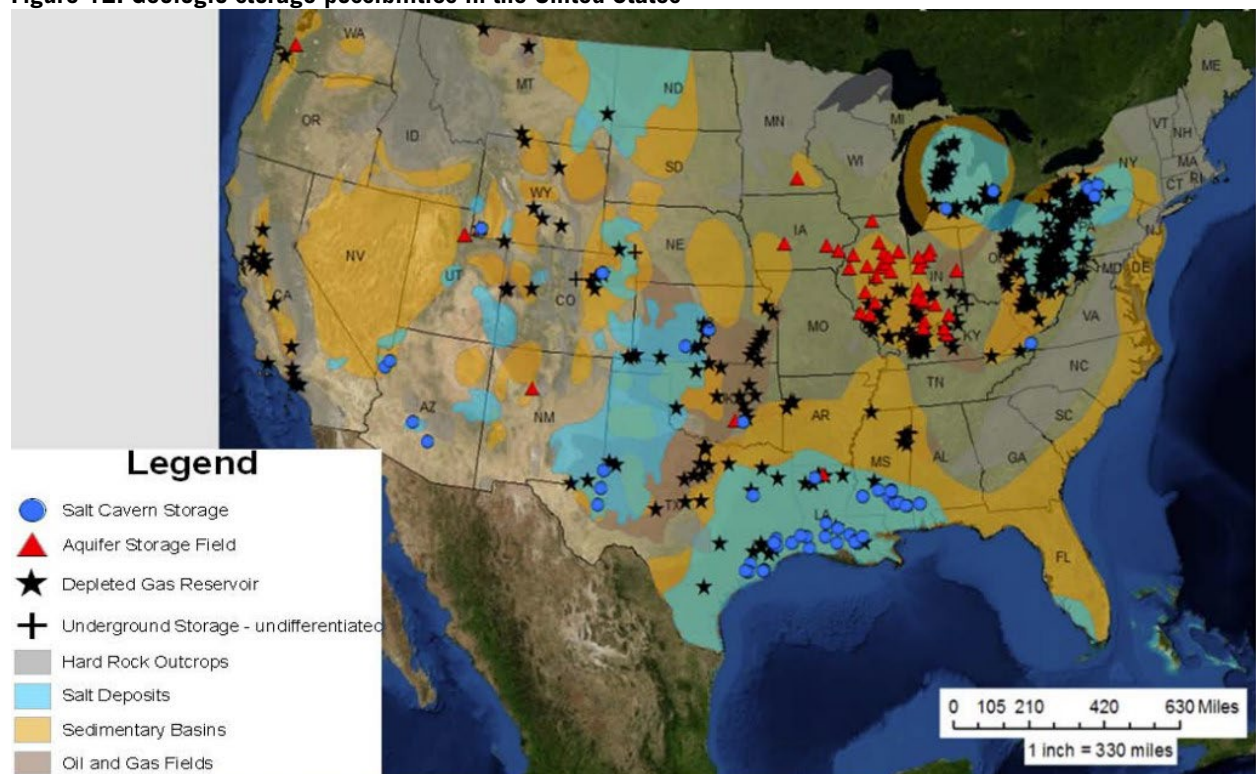 Figure 12. Geologic storage possibilities in the United States
WA
MT
ND
MN
ME
OR
ID
SD
WI
MI
VT
NH
NY
MA
CT
RI
WY
NE
IA
PA
NJ
NV
UT
CO
IN
MD
DE
CA
MO
KY
VA
AZ
NM
AR
TN
NC
SC
MS
AL
GA
TX
LA
FL
Legend
Salt Cavern Storage
Aquifer Storage Field
Depleted Gas Reservoir
Underground Storage - undifferentiated
Hard Rock Outcrops
Salt Deposits
Sedimentary Basins
Oil and Gas Fields
0 105 210 420 630 Miles
1 inch = 330 miles